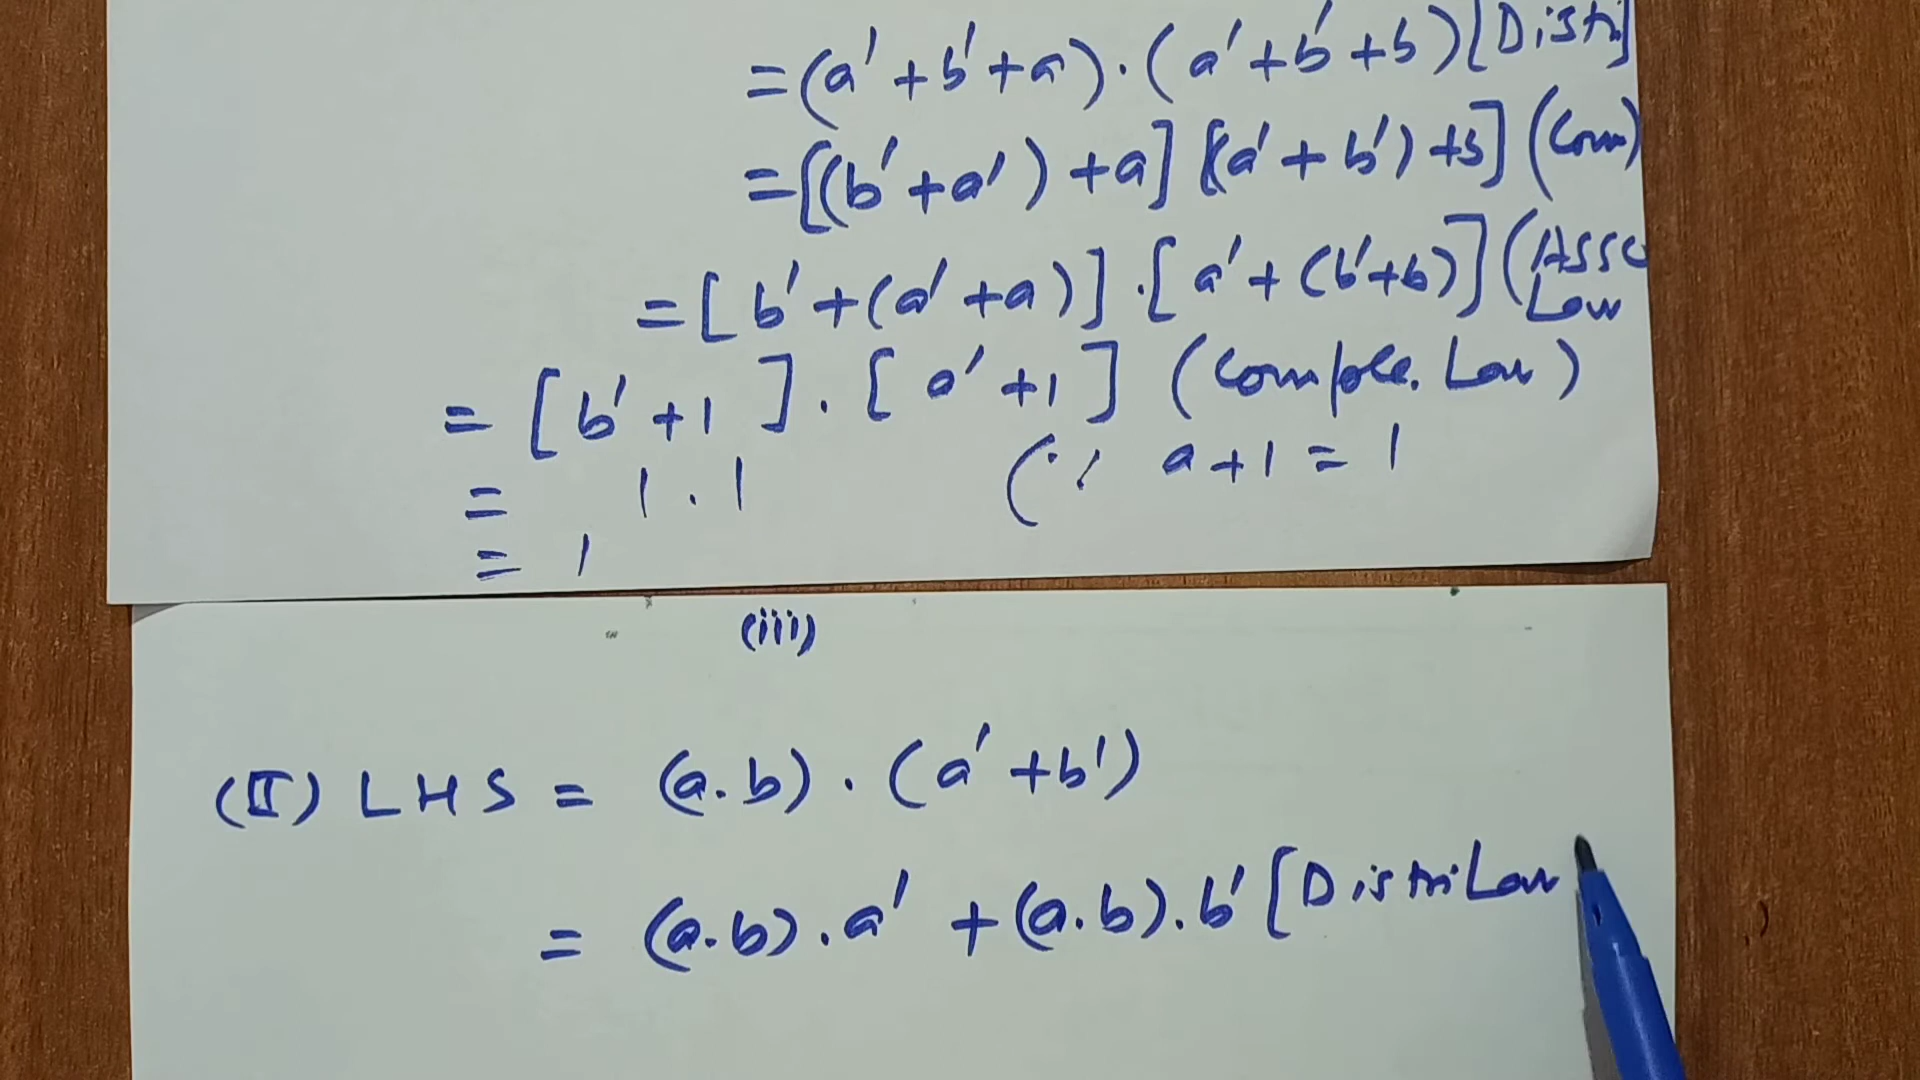 = (a' + b' + a) . (a' + b' + b) [Distri]
= [(b' + a') + a] [(a' + b') + b] (Com)
= [b' + (a' + a)] . [a' + (b' + b)] (Asso
Law
= [b' + 1] . [a' + 1] (Comple. Law)
= 1 . 1 (∵ a + 1 = 1
= 1
(iii)
(II) LHS = (a.b) . (a' + b')
= (a.b) . a' + (a.b) . b' [Distri Law